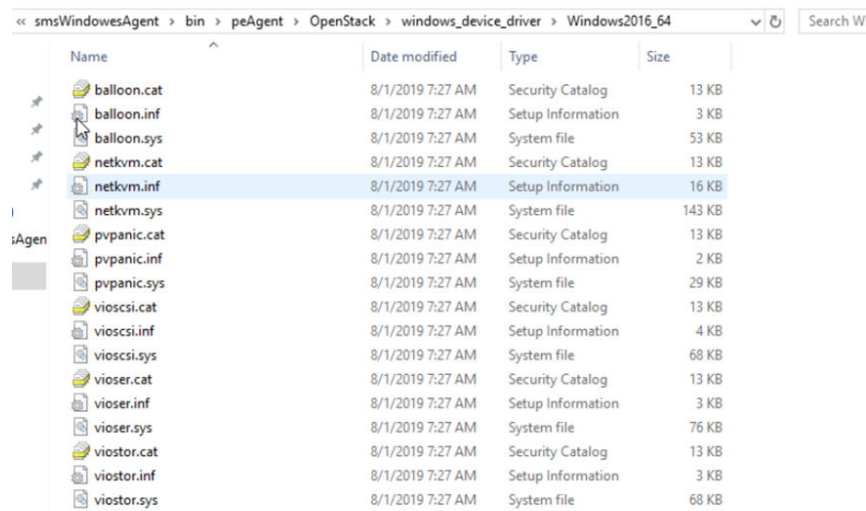 « smsWindowesAgent > bin > peAgent > OpenStack > windows_device_driver > Windows2016_64 Search W
Name Date modified Type Size
balloon.cat 8/1/2019 7:27 AM Security Catalog 13 KB
balloon.inf 8/1/2019 7:27 AM Setup Information 3 KB
balloon.sys 8/1/2019 7:27 AM System file 53 KB
netkvm.cat 8/1/2019 7:27 AM Security Catalog 13 KB
netkvm.inf 8/1/2019 7:27 AM Setup Information 16 KB
netkvm.sys 8/1/2019 7:27 AM System file 143 KB
sAgen pvpanic.cat 8/1/2019 7:27 AM Security Catalog 13 KB
pvpanic.inf 8/1/2019 7:27 AM Setup Information 2 KB
pvpanic.sys 8/1/2019 7:27 AM System file 29 KB
vioscsi.cat 8/1/2019 7:27 AM Security Catalog 13 KB
vioscsi.inf 8/1/2019 7:27 AM Setup Information 4 KB
vioscsi.sys 8/1/2019 7:27 AM System file 68 KB
vioser.cat 8/1/2019 7:27 AM Security Catalog 13 KB
vioser.inf 8/1/2019 7:27 AM Setup Information 3 KB
vioser.sys 8/1/2019 7:27 AM System file 76 KB
viostor.cat 8/1/2019 7:27 AM Security Catalog 13 KB
viostor.inf 8/1/2019 7:27 AM Setup Information 3 KB
viostor.sys 8/1/2019 7:27 AM System file 68 KB